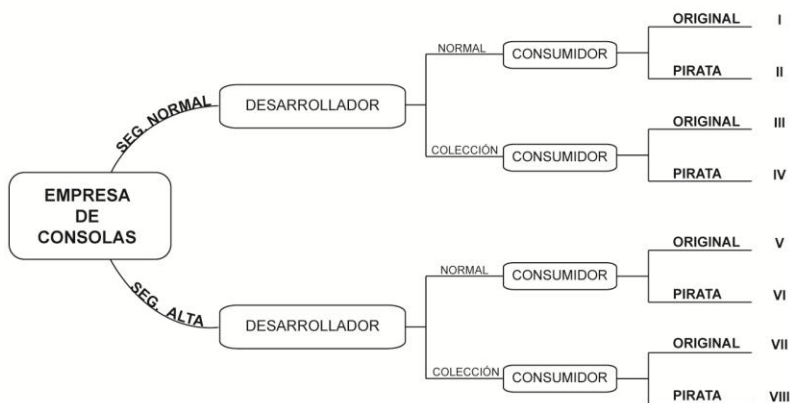 ORIGINAL I
NORMAL
CONSUMIDOR
PIRATA II
SEG. NORMAL
DESARROLLADOR
ORIGINAL III
COLECCIÓN
CONSUMIDOR
PIRATA IV
EMPRESA
DE
CONSOLAS
ORIGINAL V
NORMAL
CONSUMIDOR
PIRATA VI
SEG. ALTA
DESARROLLADOR
ORIGINAL VII
COLECCIÓN
CONSUMIDOR
PIRATA VIII